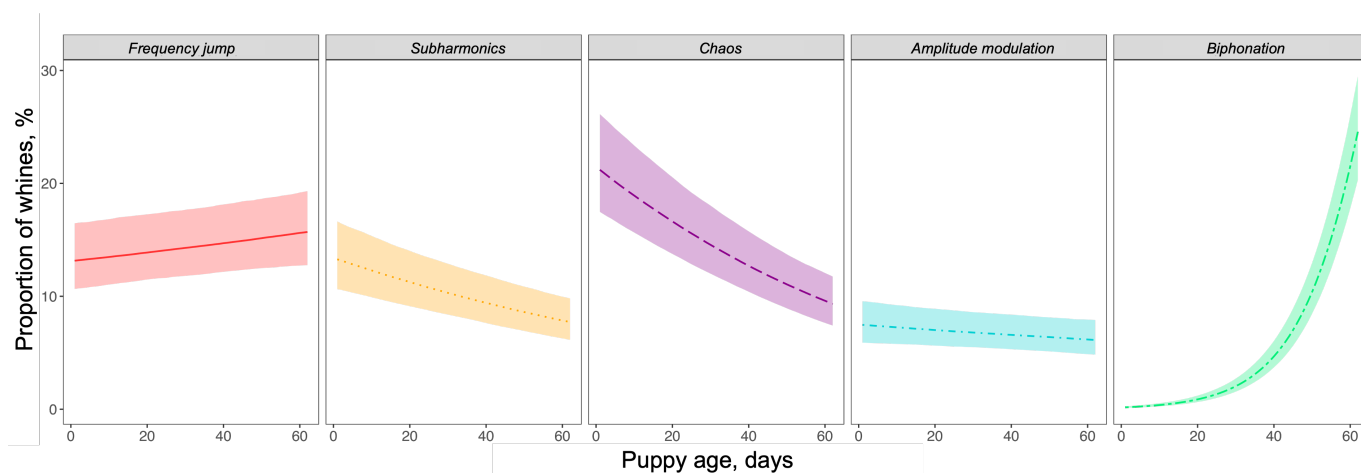 Frequency jump Subharmonics Chaos Amplitude modulation Biphonation
Proportion of whines, %
30
20
10
0
0 20 40 60 0 20 40 60 0 20 40 60 0 20 40 60 0 20 40 60
Puppy age, days